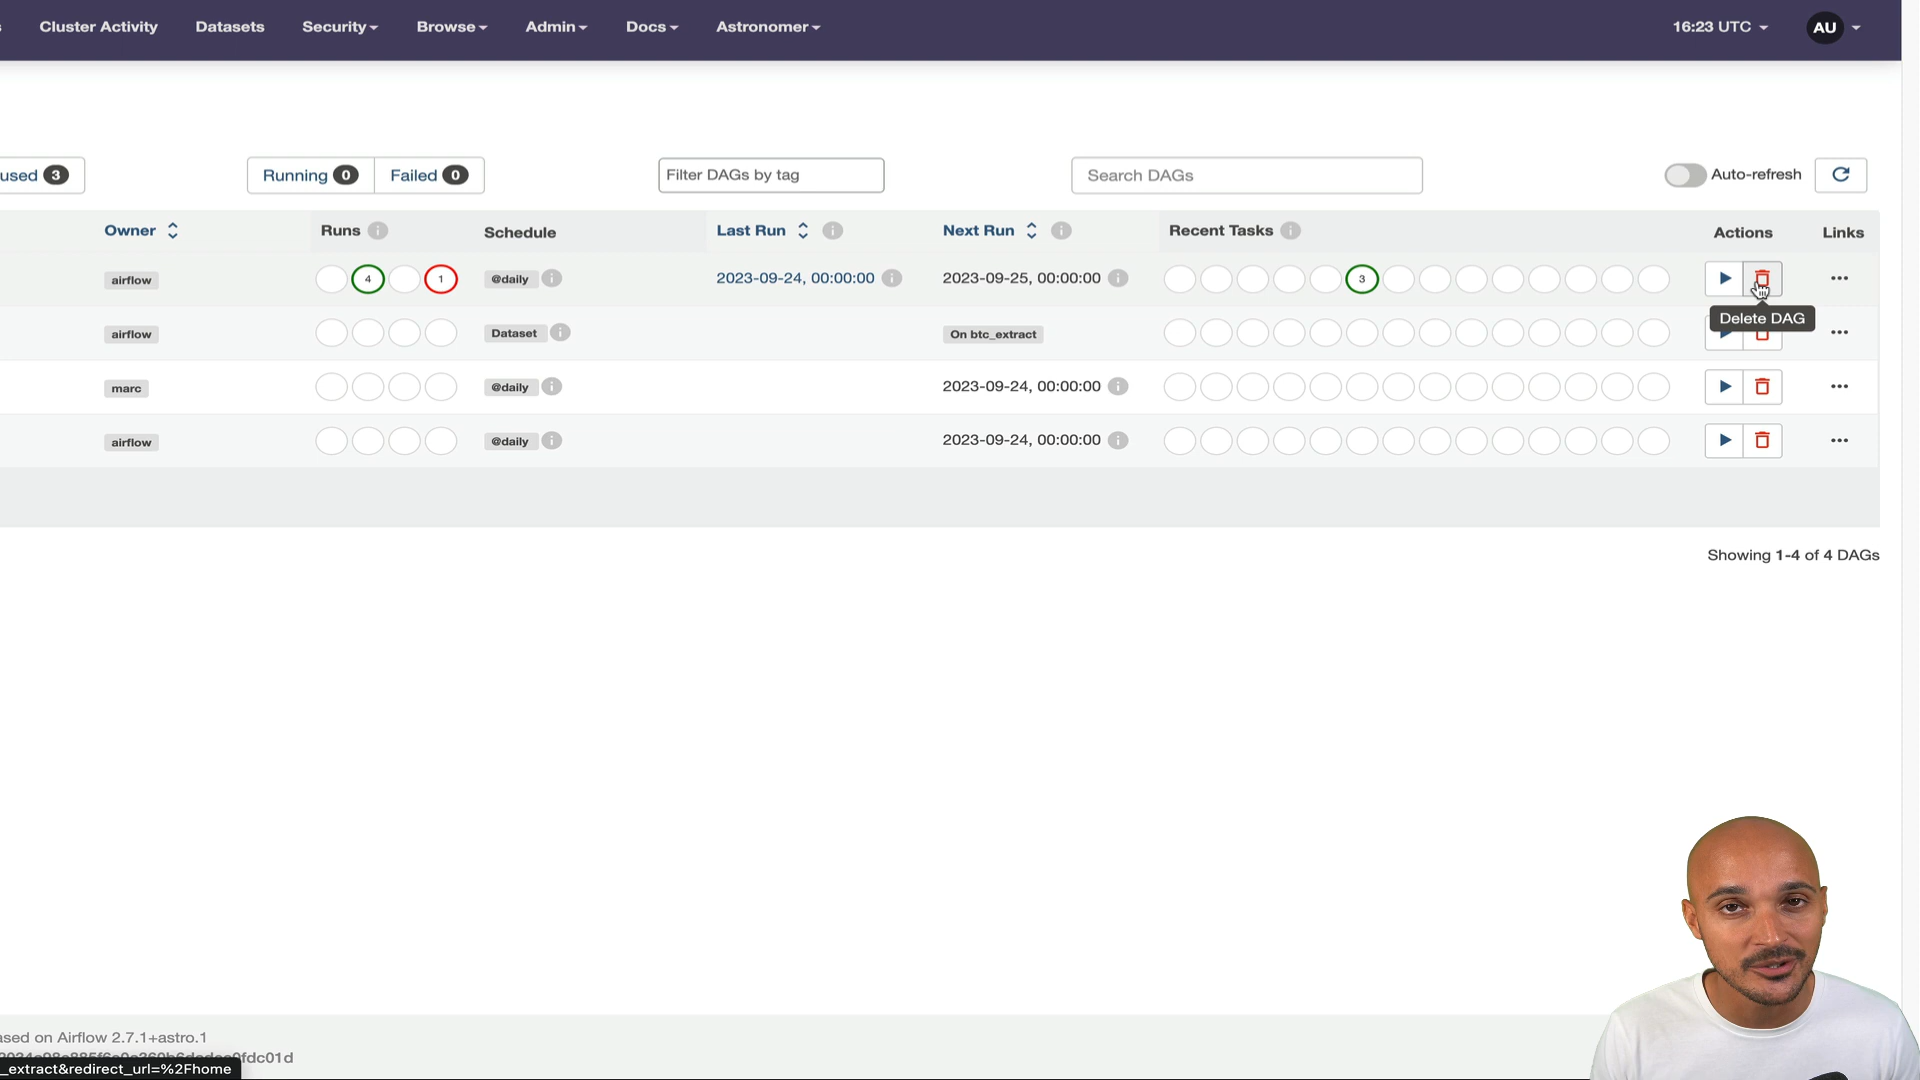 Cluster Activity Datasets Security Browse Admin Docs Astronomer 16:23 UTC AU
used 3 Running 0 Failed 0 Filter DAGs by tag Search DAGs Auto-refresh
Owner Runs i Schedule Last Run i Next Run i Recent Tasks i Actions Links
airflow 4 1 @daily i 2023-09-24, 00:00:00 i 2023-09-25, 00:00:00 i 3 ...
Delete DAG
airflow Dataset i On btc_extract ...
marc @daily i 2023-09-24, 00:00:00 i ...
airflow @daily i 2023-09-24, 00:00:00 i ...
Showing 1-4 of 4 DAGs
ased on Airflow 2.7.1+astro.1
fdc01d
_extract&redirect_url=%2Fhome